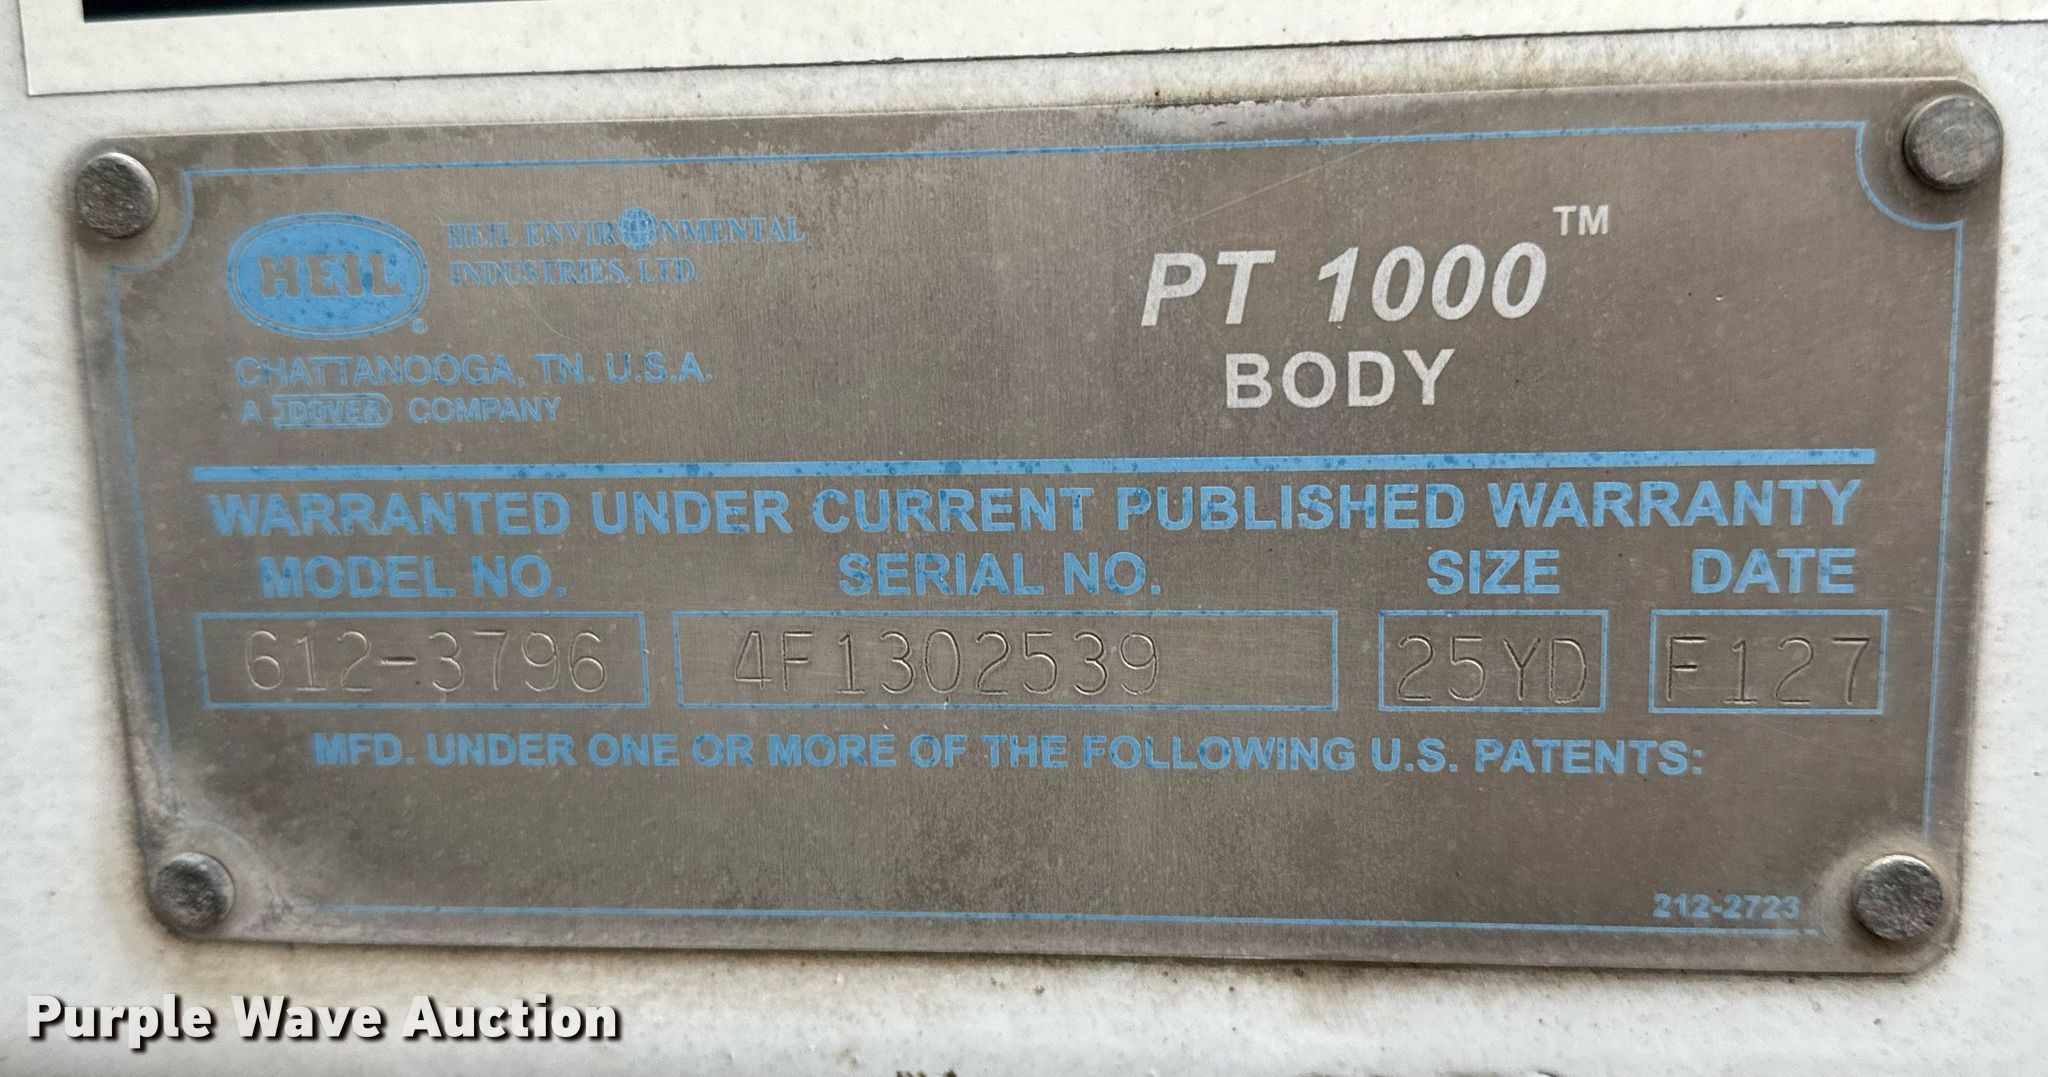 HEIL®
HEIL ENVIRONMENTAL
INDUSTRIES, LTD.
CHATTANOOGA, TN. U.S.A.
A DOVER COMPANY
PT 1000™
BODY
WARRANTED UNDER CURRENT PUBLISHED WARRANTY
MODEL NO. SERIAL NO. SIZE DATE
612-3796 4F1302539 25YD F127
MFD. UNDER ONE OR MORE OF THE FOLLOWING U.S. PATENTS:
212-2723
Purple Wave Auction